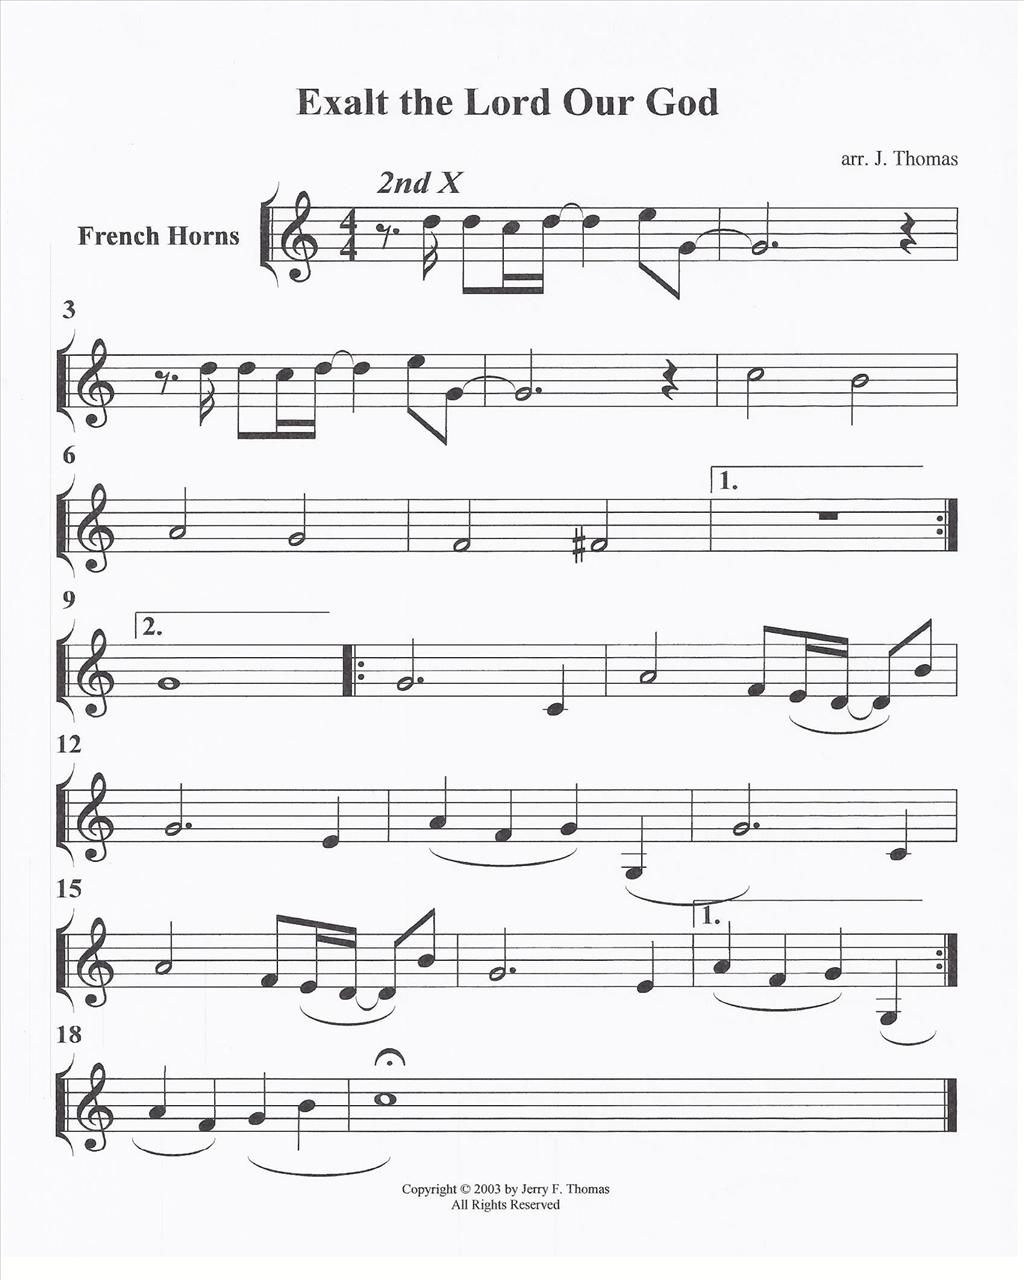 Exalt the Lord Our God
arr. J. Thomas
2nd X
French Horns
4
4
3
6
1.
9
2.
12
15
1.
18
Copyright © 2003 by Jerry F. Thomas
All Rights Reserved